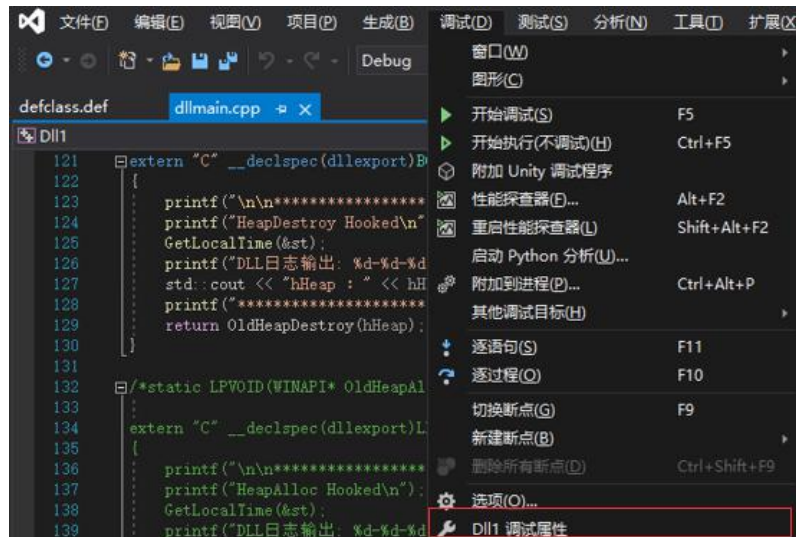 文件(F) 编辑(E) 视图(V) 项目(P) 生成(B) 调试(D) 测试(S) 分析(N) 工具(T) 扩展(X
Debug
defclass.def dllmain.cpp
Dll1
121 extern "C" __declspec(dllexport)B
122 {
123 printf("\n\n******************
124 printf("HeapDestroy Hooked\n"
125 GetLocalTime(&st);
126 printf("DLL日志输出: %d-%d-%d
127 std::cout << "hHeap : " << hH
128 printf("**********************
129 return OldHeapDestroy(hHeap);
130 }
131
132 /*static LPVOID(WINAPI* OldHeapAl
133
134 extern "C" __declspec(dllexport)L
135 {
136 printf("\n\n******************
137 printf("HeapAlloc Hooked\n");
138 GetLocalTime(&st);
139 printf("DLL日志输出: %d-%d-%d
窗口(W)
图形(C)
开始调试(S) F5
开始执行(不调试)(H) Ctrl+F5
附加 Unity 调试程序
性能探查器(F)... Alt+F2
重启性能探查器(L) Shift+Alt+F2
启动 Python 分析(U)...
附加到进程(P)... Ctrl+Alt+P
其他调试目标(H)
逐语句(S) F11
逐过程(O) F10
切换断点(G) F9
新建断点(B)
删除所有断点(D) Ctrl+Shift+F9
选项(O)...
Dll1 调试属性